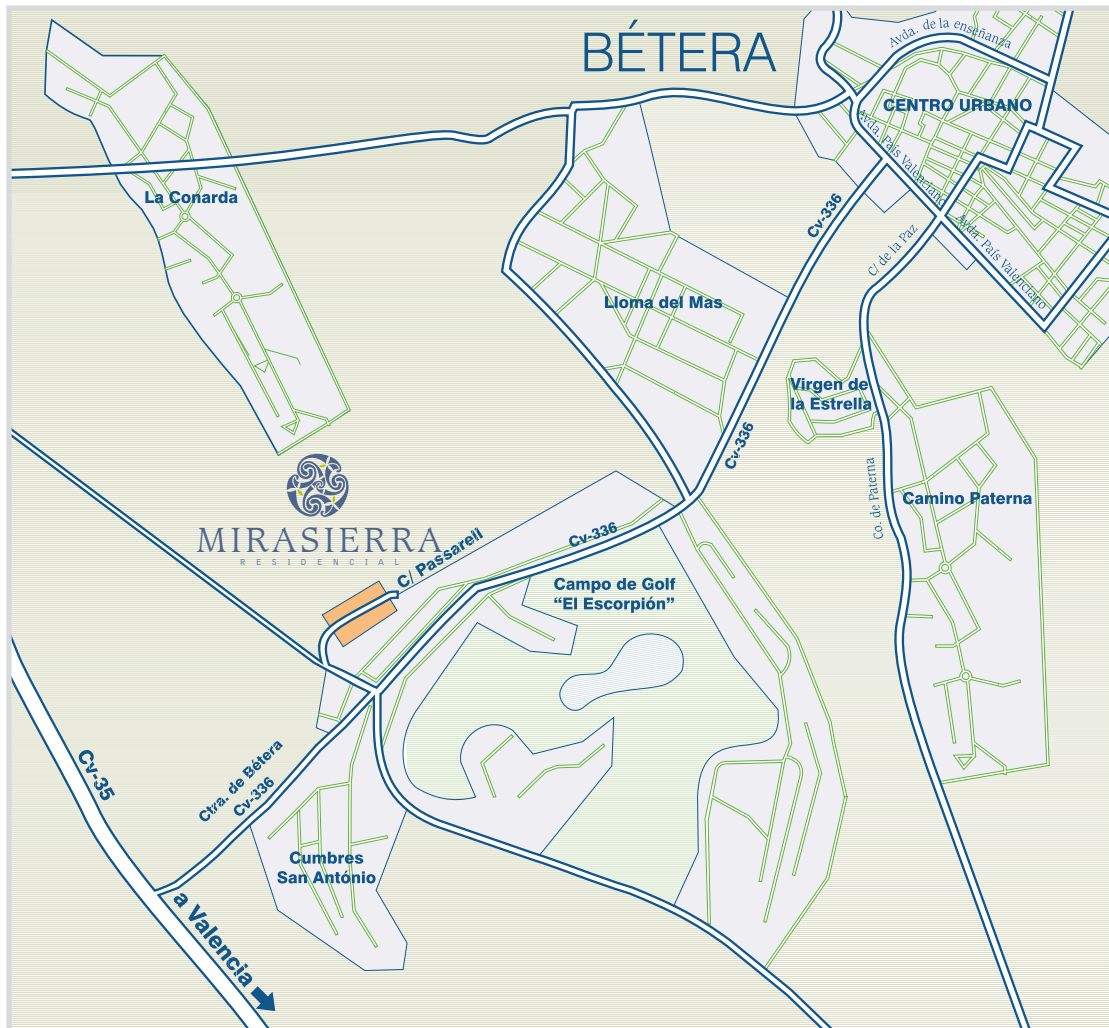 BÉTERA
Avda. de la enseñanza
CENTRO URBANO
Avda. País Valenciano
Avda. País Valenciano
La Conarda
Cv-336
C/ de la Paz
Lloma del Mas
Virgen de
la Estrella
Cv-336
Co. de Paterna
Camino Paterna
MIRASIERRA
RESIDENCIAL
C/ Passarell
Cv-336
Campo de Golf
“El Escorpión”
Cv-35
Ctra. de Bétera
Cv-336
Cumbres
San António
a Valencia